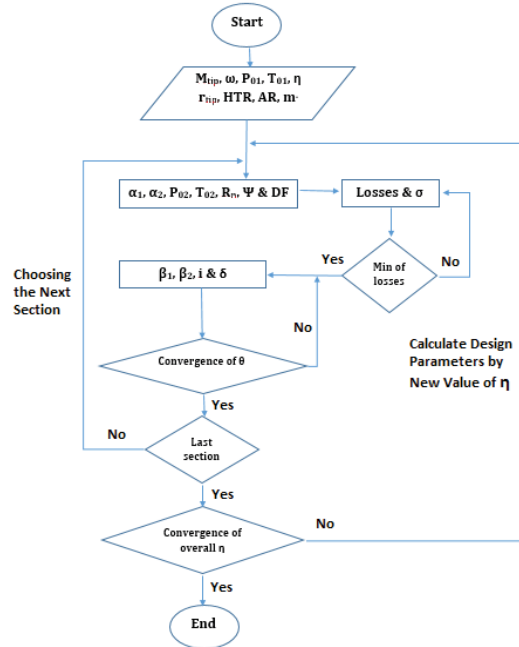 Start
M_tip, ω, P₀₁, T₀₁, η
r_tip, HTR, AR, m·
α₁, α₂, P₀₂, T₀₂, Rₙ, Ψ & DF
Losses & σ
Yes
No
Min of
losses
β₁, β₂, i & δ
Choosing
the Next
Section
No
Calculate Design
Parameters by
New Value of η
Convergence of θ
Yes
No
Last
section
Yes
No
Convergence of
overall η
Yes
End